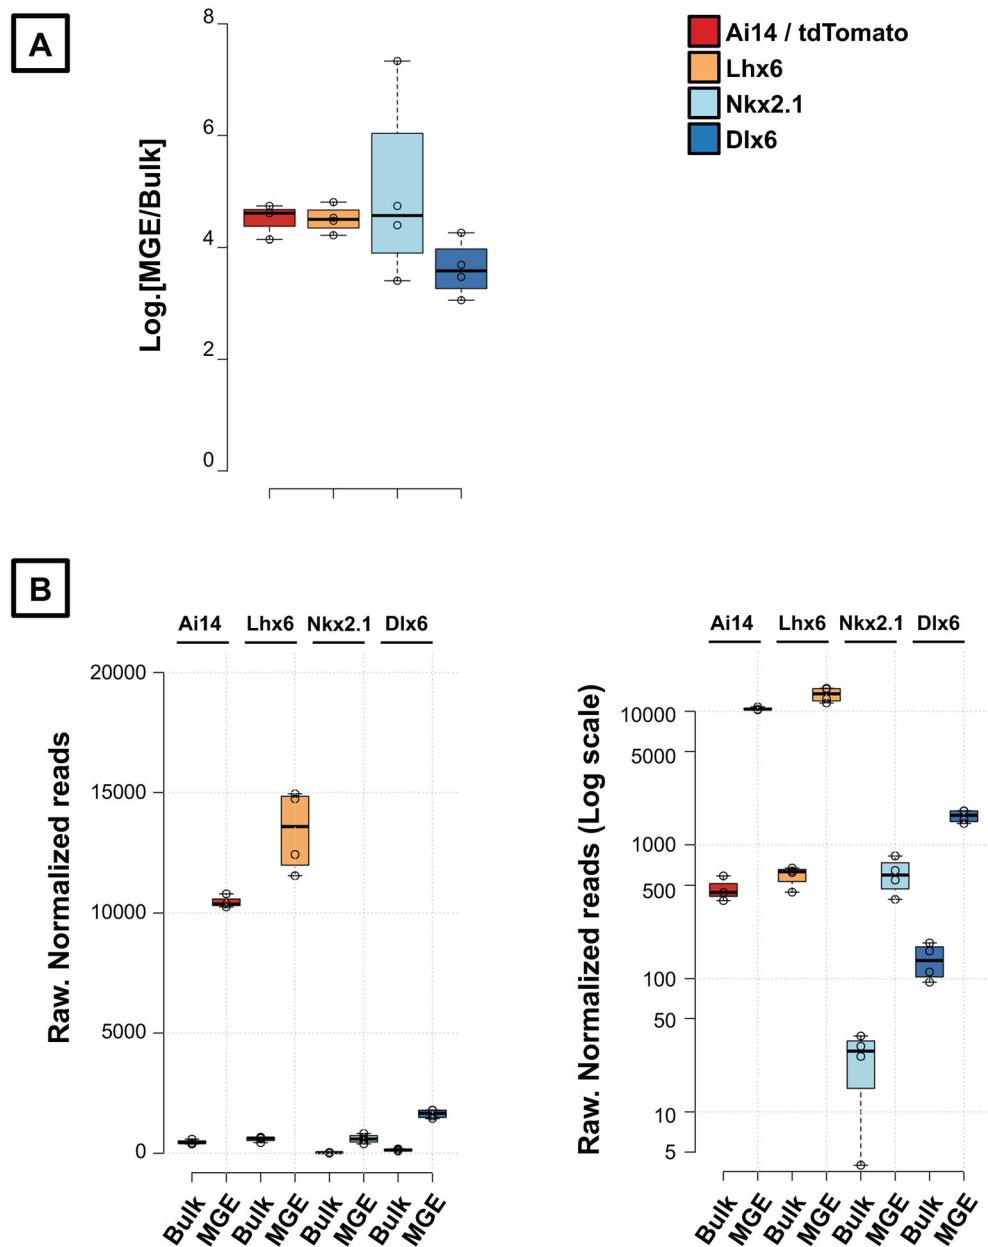 A
Log.[MGE/Bulk]
8
6
4
2
0
Ai14 / tdTomato
Lhx6
Nkx2.1
Dlx6
B
Ai14 Lhx6 Nkx2.1 Dlx6
Raw. Normalized reads
20000
15000
10000
5000
0
Bulk MGE Bulk MGE Bulk MGE Bulk MGE
Ai14 Lhx6 Nkx2.1 Dlx6
Raw. Normalized reads (Log scale)
10000
5000
1000
500
100
50
10
5
Bulk MGE Bulk MGE Bulk MGE Bulk MGE